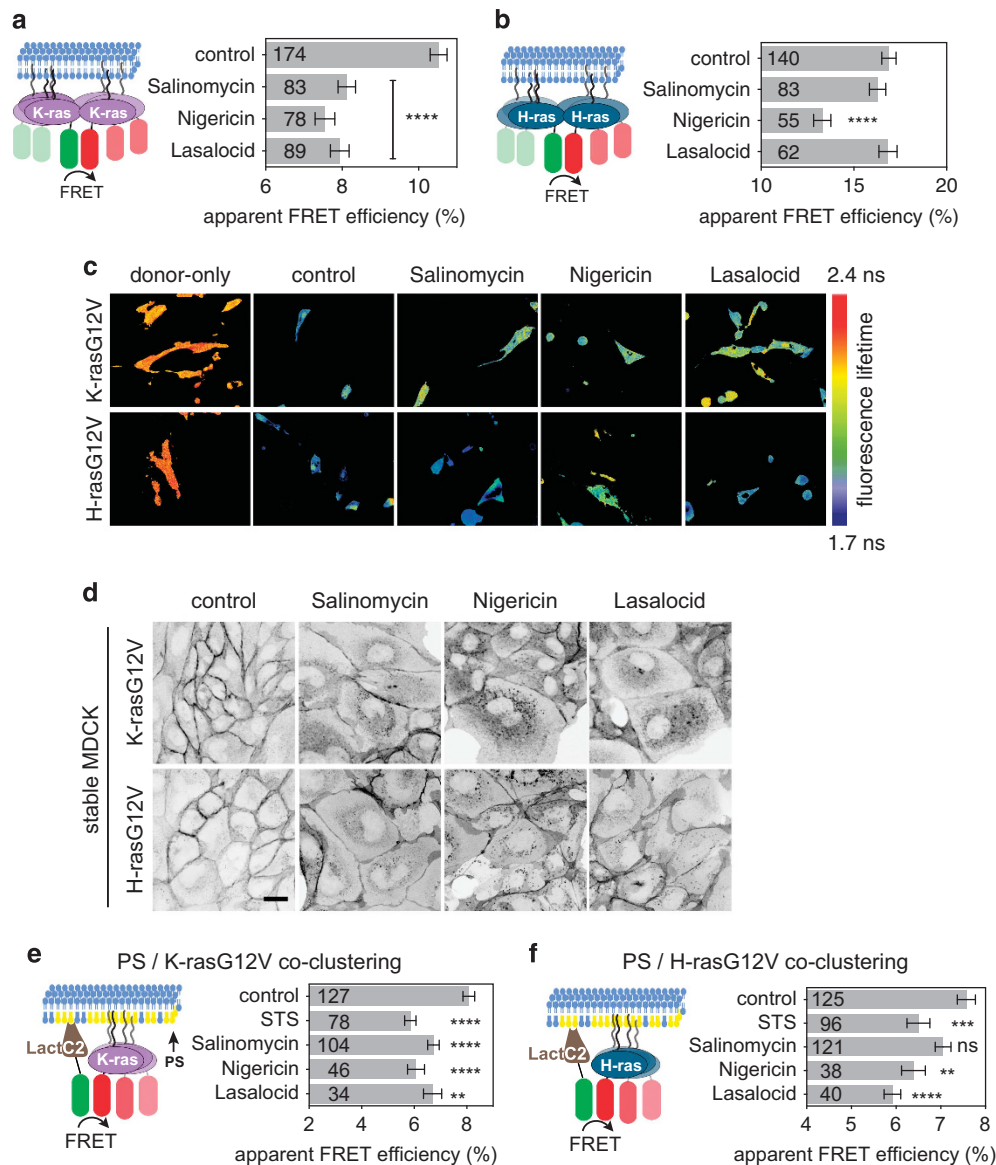 a
K-ras K-ras
FRET
control 174
Salinomycin 83
Nigericin 78 ****
Lasalocid 89
6 8 10
apparent FRET efficiency (%)
b
H-ras H-ras
FRET
control 140
Salinomycin 83
Nigericin 55 ****
Lasalocid 62
10 15 20
apparent FRET efficiency (%)
c
donor-only control Salinomycin Nigericin Lasalocid 2.4 ns
K-rasG12V
H-rasG12V
fluorescence lifetime
1.7 ns
d
control Salinomycin Nigericin Lasalocid
stable MDCK
K-rasG12V
H-rasG12V
e
PS / K-rasG12V co-clustering
LactC2
K-ras
PS
FRET
control 127
STS 78 ****
Salinomycin 104 ****
Nigericin 46 ****
Lasalocid 34 **
2 4 6 8
apparent FRET efficiency (%)
f
PS / H-rasG12V co-clustering
LactC2
H-ras
FRET
control 125
STS 96 ***
Salinomycin 121 ns
Nigericin 38 **
Lasalocid 40 ****
4 5 6 7 8
apparent FRET efficiency (%)